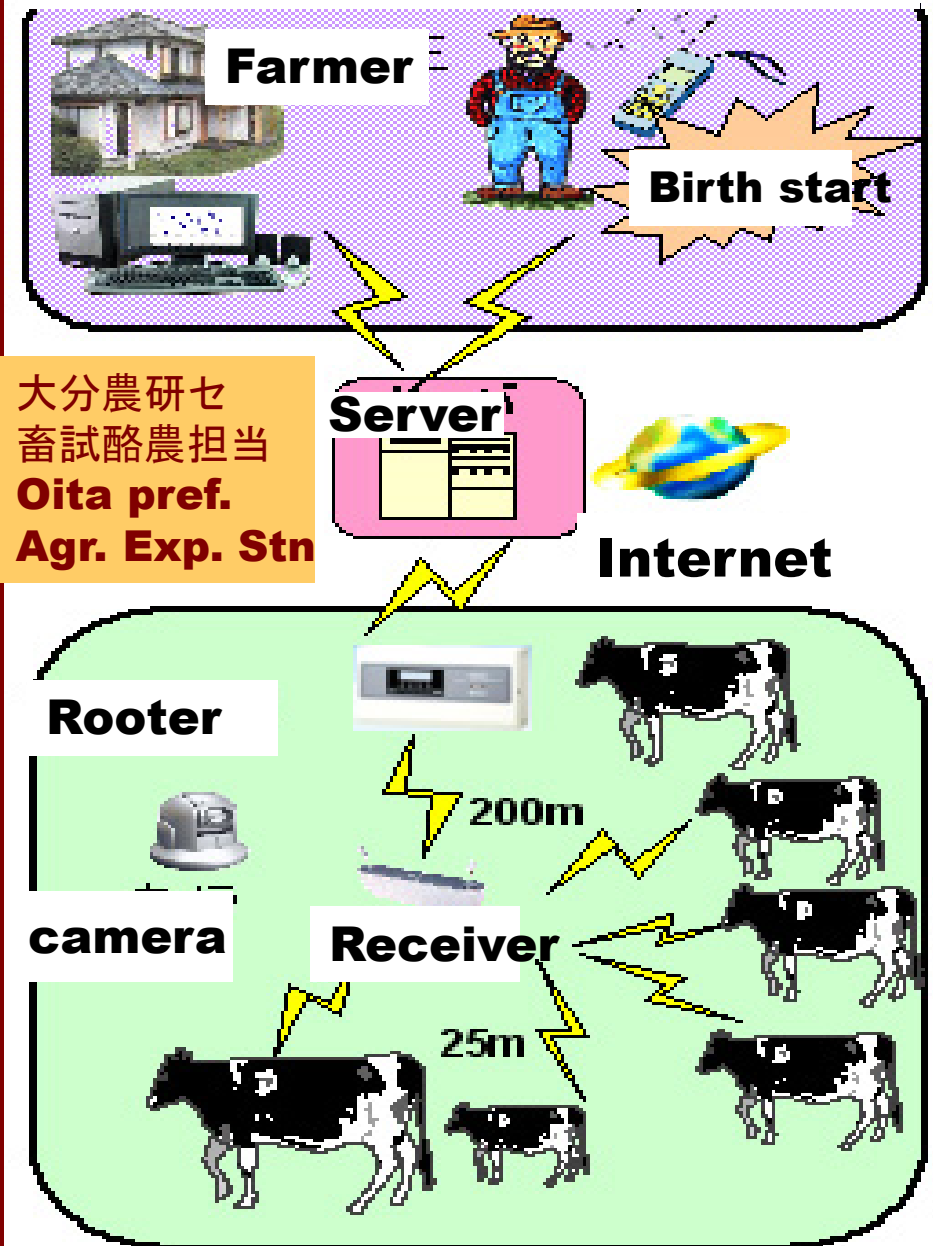 Farmer
Birth start
大分農研セ
畜試酪農担当
Oita pref.
Agr. Exp. Stn
Server
Internet
Rooter
200m
camera
Receiver
25m